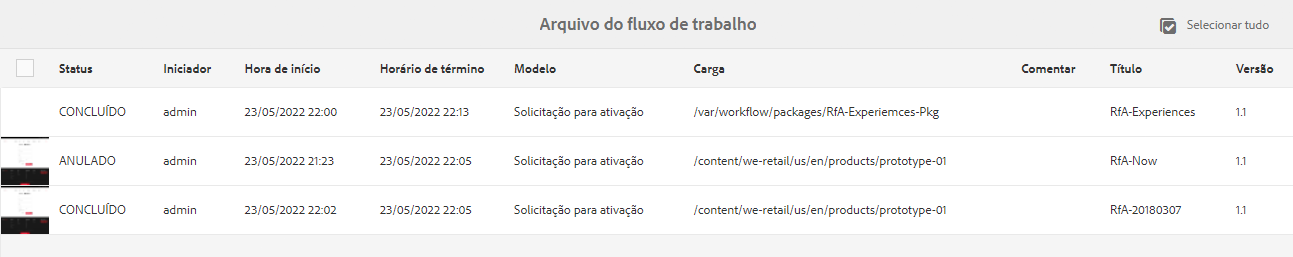 Arquivo do fluxo de trabalho
Selecionar tudo
Status Iniciador Hora de início Horário de término Modelo Carga Comentar Título Versão
CONCLUÍDO admin 23/05/2022 22:00 23/05/2022 22:13 Solicitação para ativação /var/workflow/packages/RfA-Experiemces-Pkg RfA-Experiences 1.1
ANULADO admin 23/05/2022 21:23 23/05/2022 22:05 Solicitação para ativação /content/we-retail/us/en/products/prototype-01 RfA-Now 1.1
CONCLUÍDO admin 23/05/2022 22:02 23/05/2022 22:05 Solicitação para ativação /content/we-retail/us/en/products/prototype-01 RfA-20180307 1.1